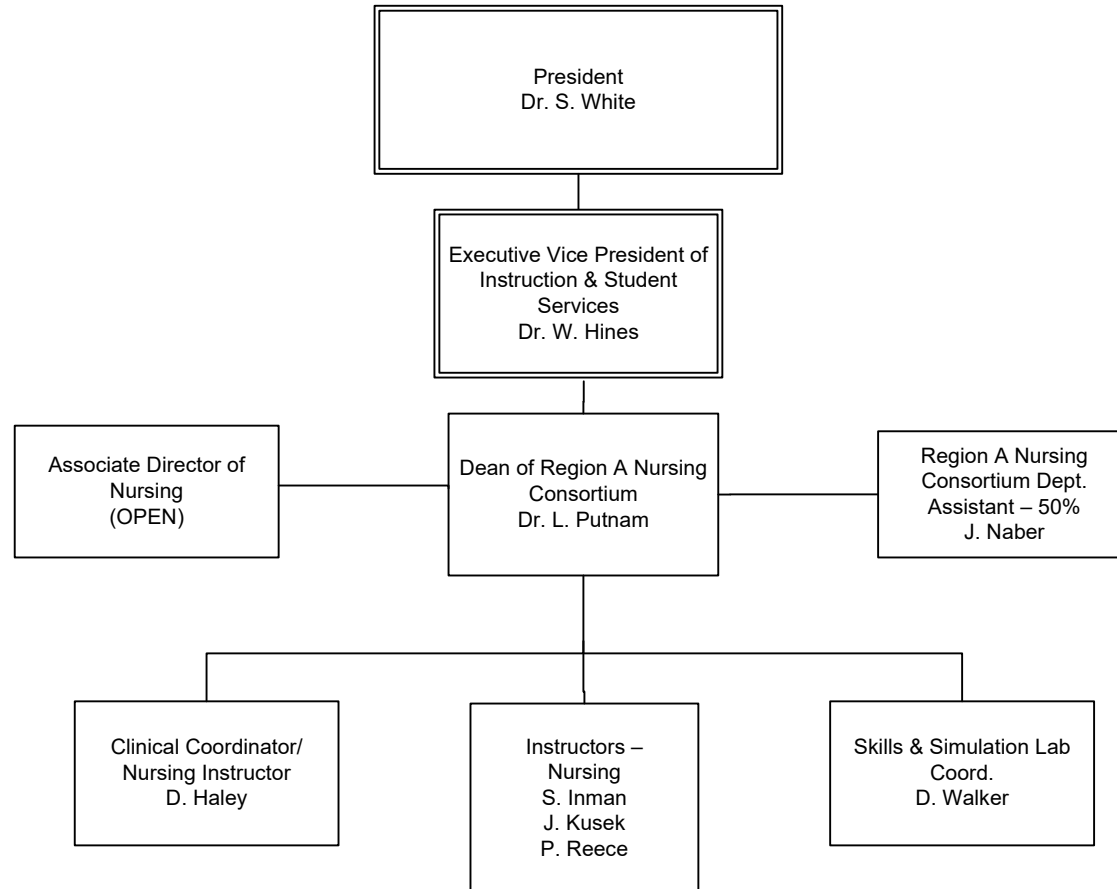 President
Dr. S. White
Executive Vice President of
Instruction & Student
Services
Dr. W. Hines
Associate Director of
Nursing
(OPEN)
Dean of Region A Nursing
Consortium
Dr. L. Putnam
Region A Nursing
Consortium Dept.
Assistant – 50%
J. Naber
Clinical Coordinator/
Nursing Instructor
D. Haley
Instructors –
Nursing
S. Inman
J. Kusek
P. Reece
Skills & Simulation Lab
Coord.
D. Walker